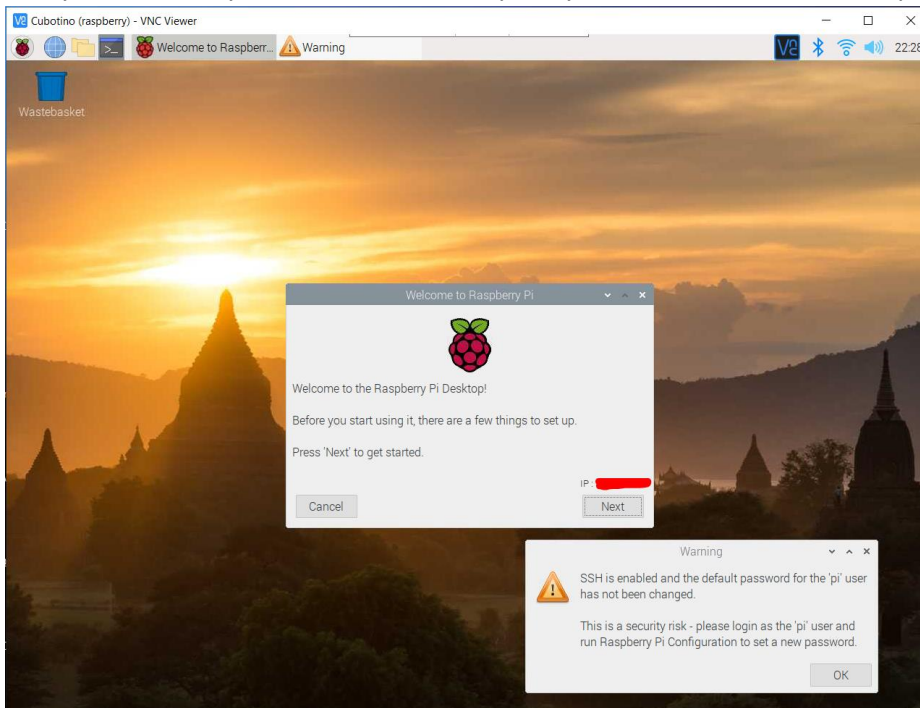 Cubotino (raspberry) - VNC Viewer
Welcome to Raspberr...
Warning
22:28
Wastebasket
Welcome to Raspberry Pi
Welcome to the Raspberry Pi Desktop!
Before you start using it, there are a few things to set up.
Press 'Next' to get started.
IP :
Cancel
Next
Warning
SSH is enabled and the default password for the 'pi' user
has not been changed.
This is a security risk - please login as the 'pi' user and
run Raspberry Pi Configuration to set a new password.
OK